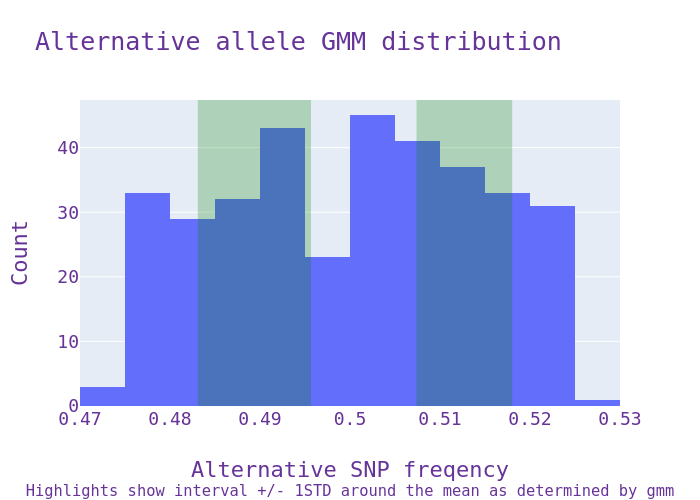 Alternative allele GMM distribution
Count
40
30
20
10
0
0.47 0.48 0.49 0.5 0.51 0.52 0.53
Alternative SNP freqency
Highlights show interval +/- 1STD around the mean as determined by gmm